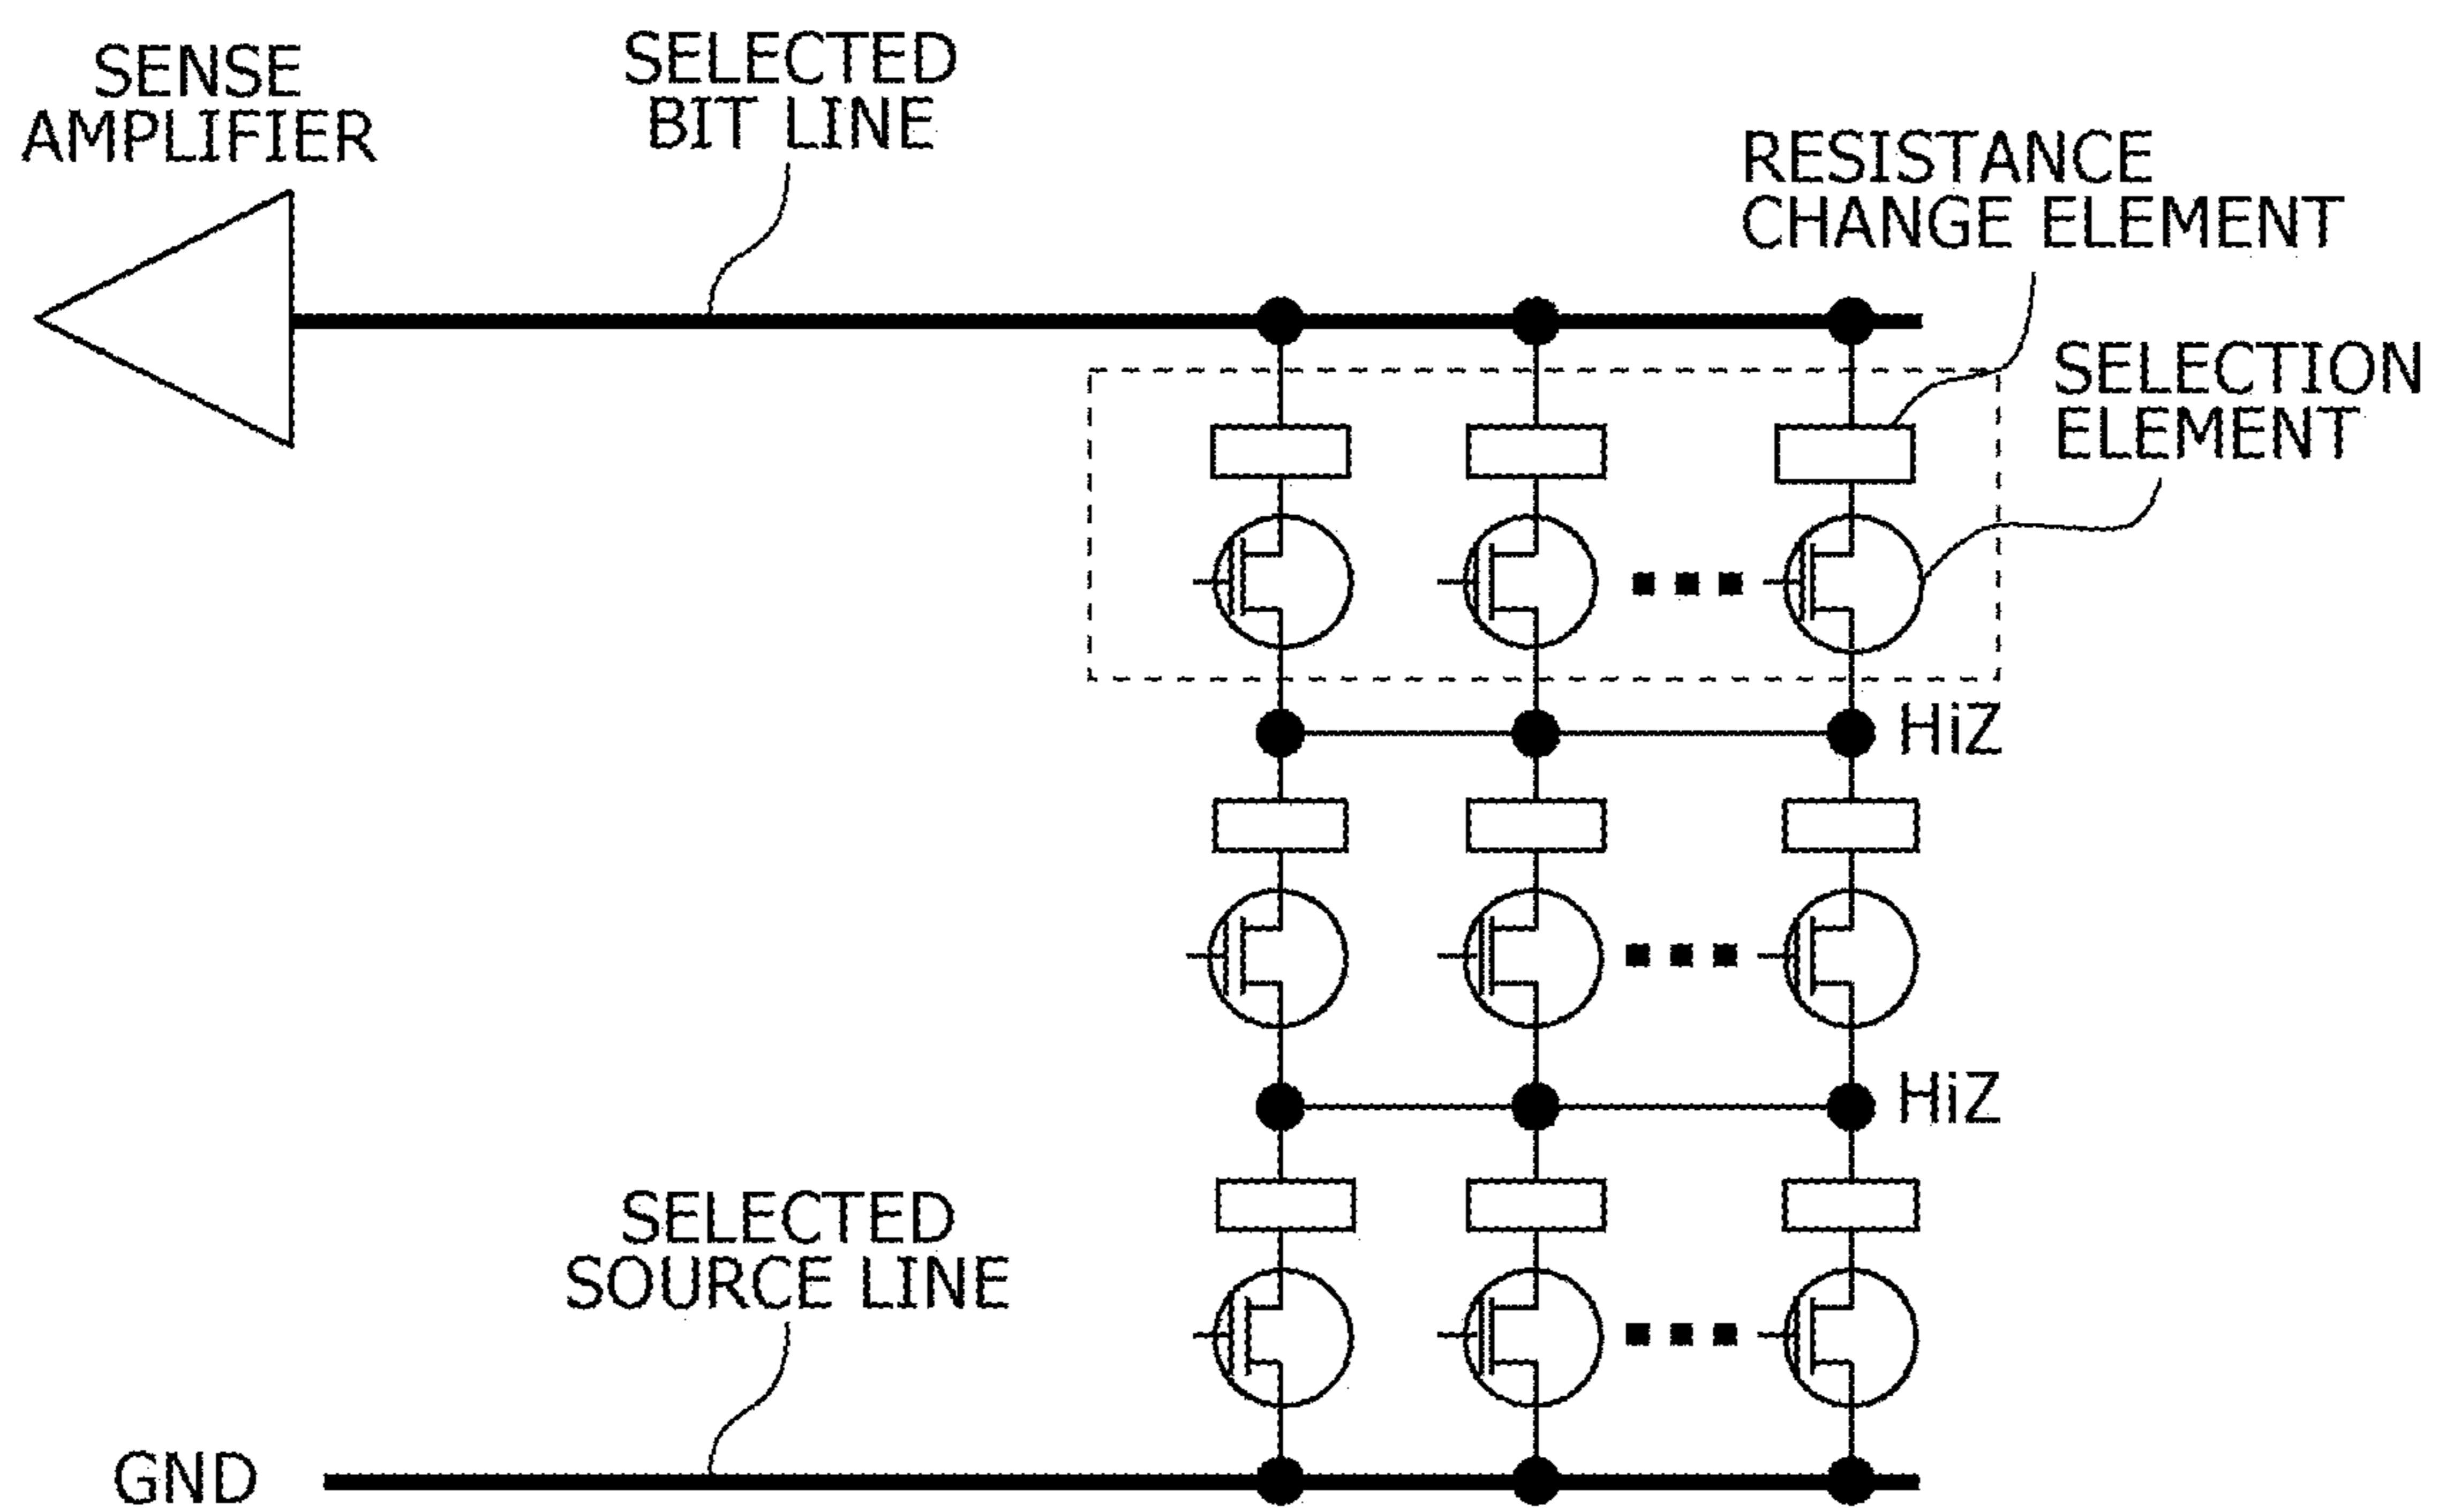 SENSE
AMPLIFIER
SELECTED
BIT LINE
RESISTANCE
CHANGE ELEMENT
SELECTION
ELEMENT
HiZ
HiZ
SELECTED
SOURCE LINE
GND